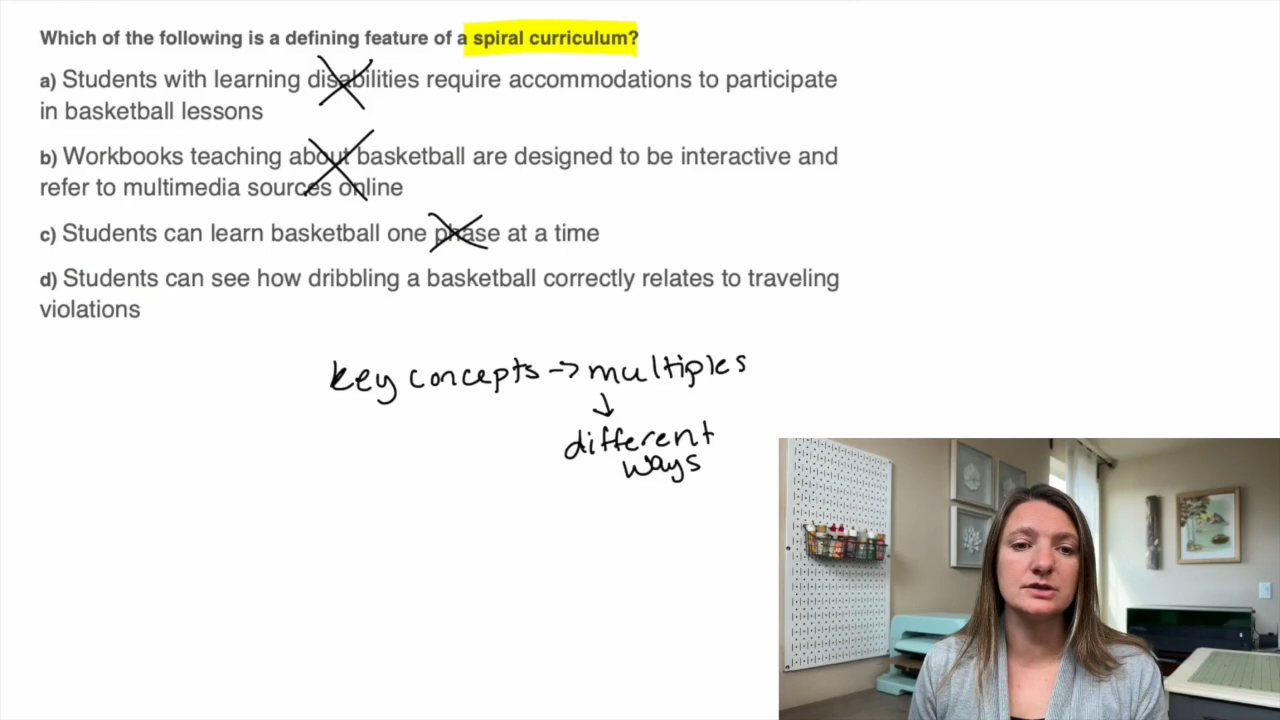 Which of the following is a defining feature of a spiral curriculum?
a) Students with learning disabilities require accommodations to participate
in basketball lessons
b) Workbooks teaching about basketball are designed to be interactive and
refer to multimedia sources online
c) Students can learn basketball one phase at a time
d) Students can see how dribbling a basketball correctly relates to traveling
violations
key concepts -> multiples
↓
different
ways